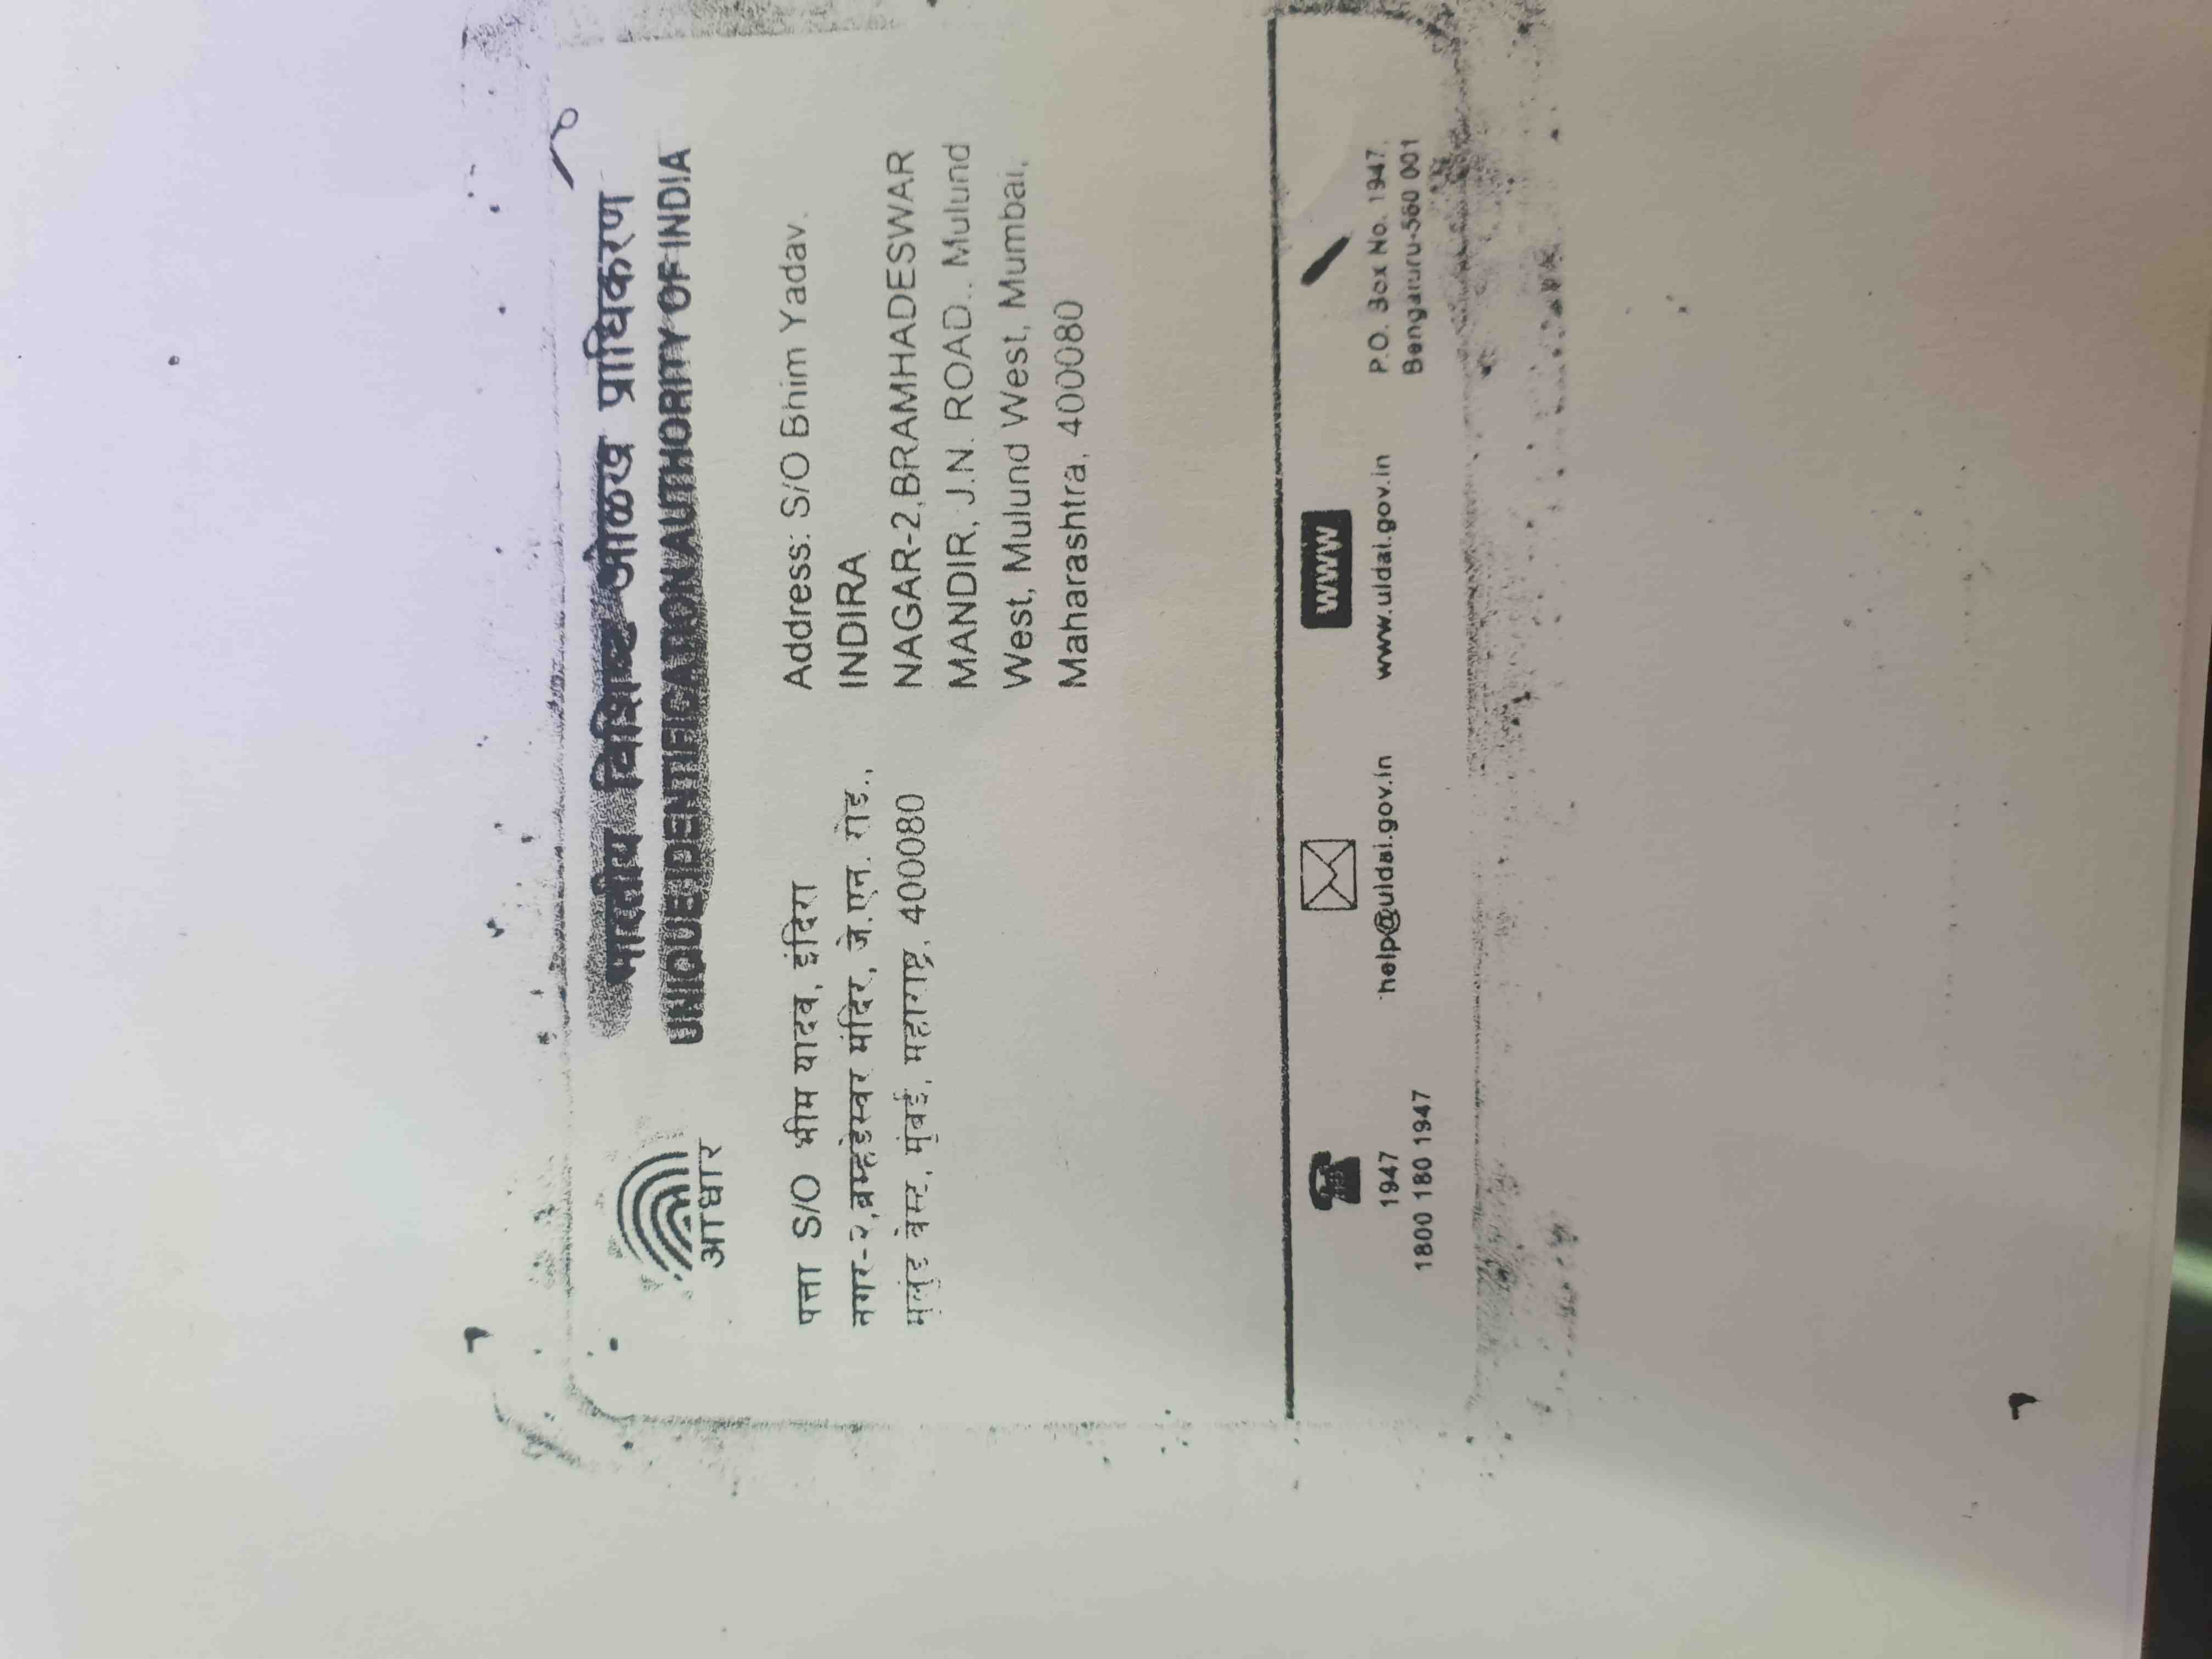 भारतीय विशिष्ट ओळख प्राधिकरण
UNIQUE IDENTIFICATION AUTHORITY OF INDIA
आधार
पत्ता S/O भीम यादव, इंदिरा
नगर-२,ब्रम्हडेस्वर मंदिर, जे.एन. रोड..,
मुलुंड वेस्ट, मुंबई, महाराष्ट्र, 400080
Address: S/O Bhim Yadav,
INDIRA
NAGAR-2,BRAMHADESWAR
MANDIR, J.N. ROAD., Mulund
West, Mulund West, Mumbai,
Maharashtra, 400080
1947
1800 180 1947
help@uidai.gov.in
www
www.uidai.gov.in
P.O. Box No. 1947,
Bengaluru-560 001